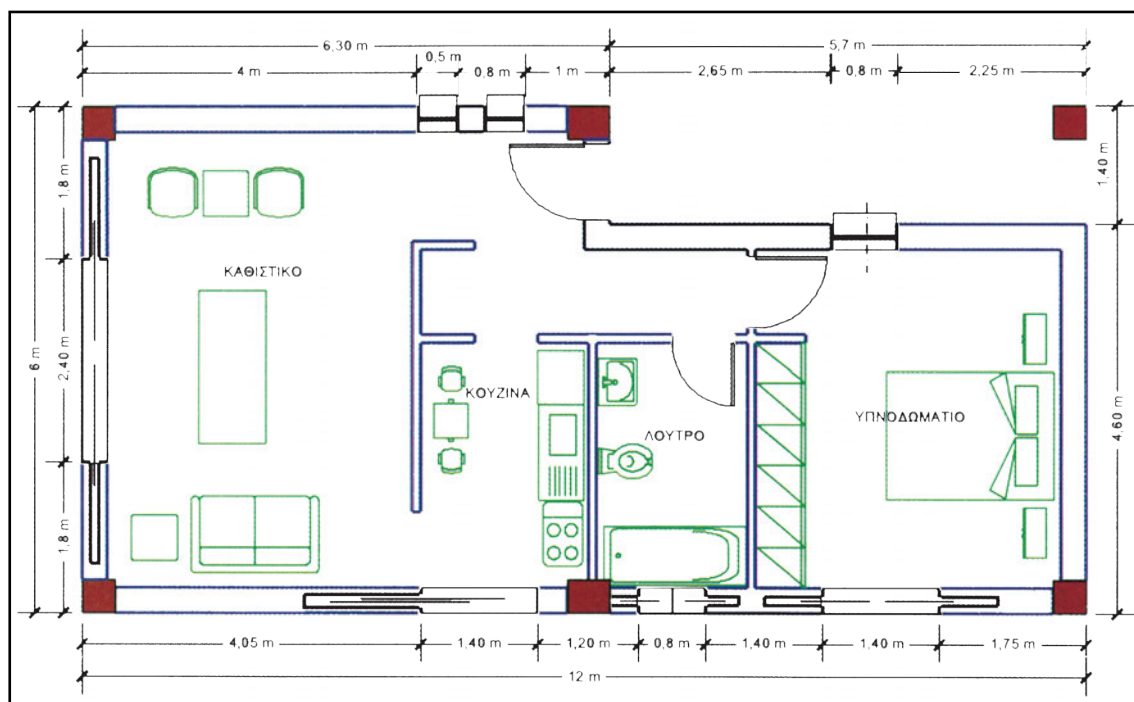 6,30 m
5,7 m
4 m
0,5 m
0,8 m
1 m
2,65 m
0,8 m
2,25 m
6 m
1,8 m
2,40 m
1,8 m
1,40 m
4,60 m
ΚΑΘΙΣΤΙΚΟ
ΚΟΥΖΙΝΑ
ΛΟΥΤΡΟ
ΥΠΝΟΔΩΜΑΤΙΟ
4,05 m
1,40 m
1,20 m
0,8 m
1,40 m
1,40 m
1,75 m
12 m